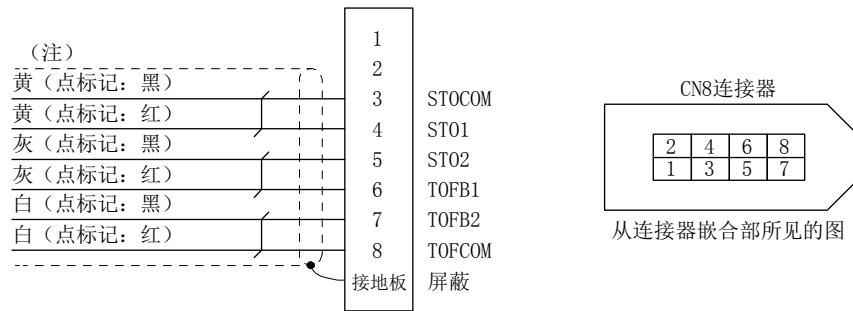 （注）
黄（点标记：黑）
黄（点标记：红）
灰（点标记：黑）
灰（点标记：红）
白（点标记：黑）
白（点标记：红）
1
2
3 STOCOM
4 STO1
5 STO2
6 TOFB1
7 TOFB2
8 TOFCOM
接地板 屏蔽
CN8连接器
2 4 6 8
1 3 5 7
从连接器嵌合部所见的图